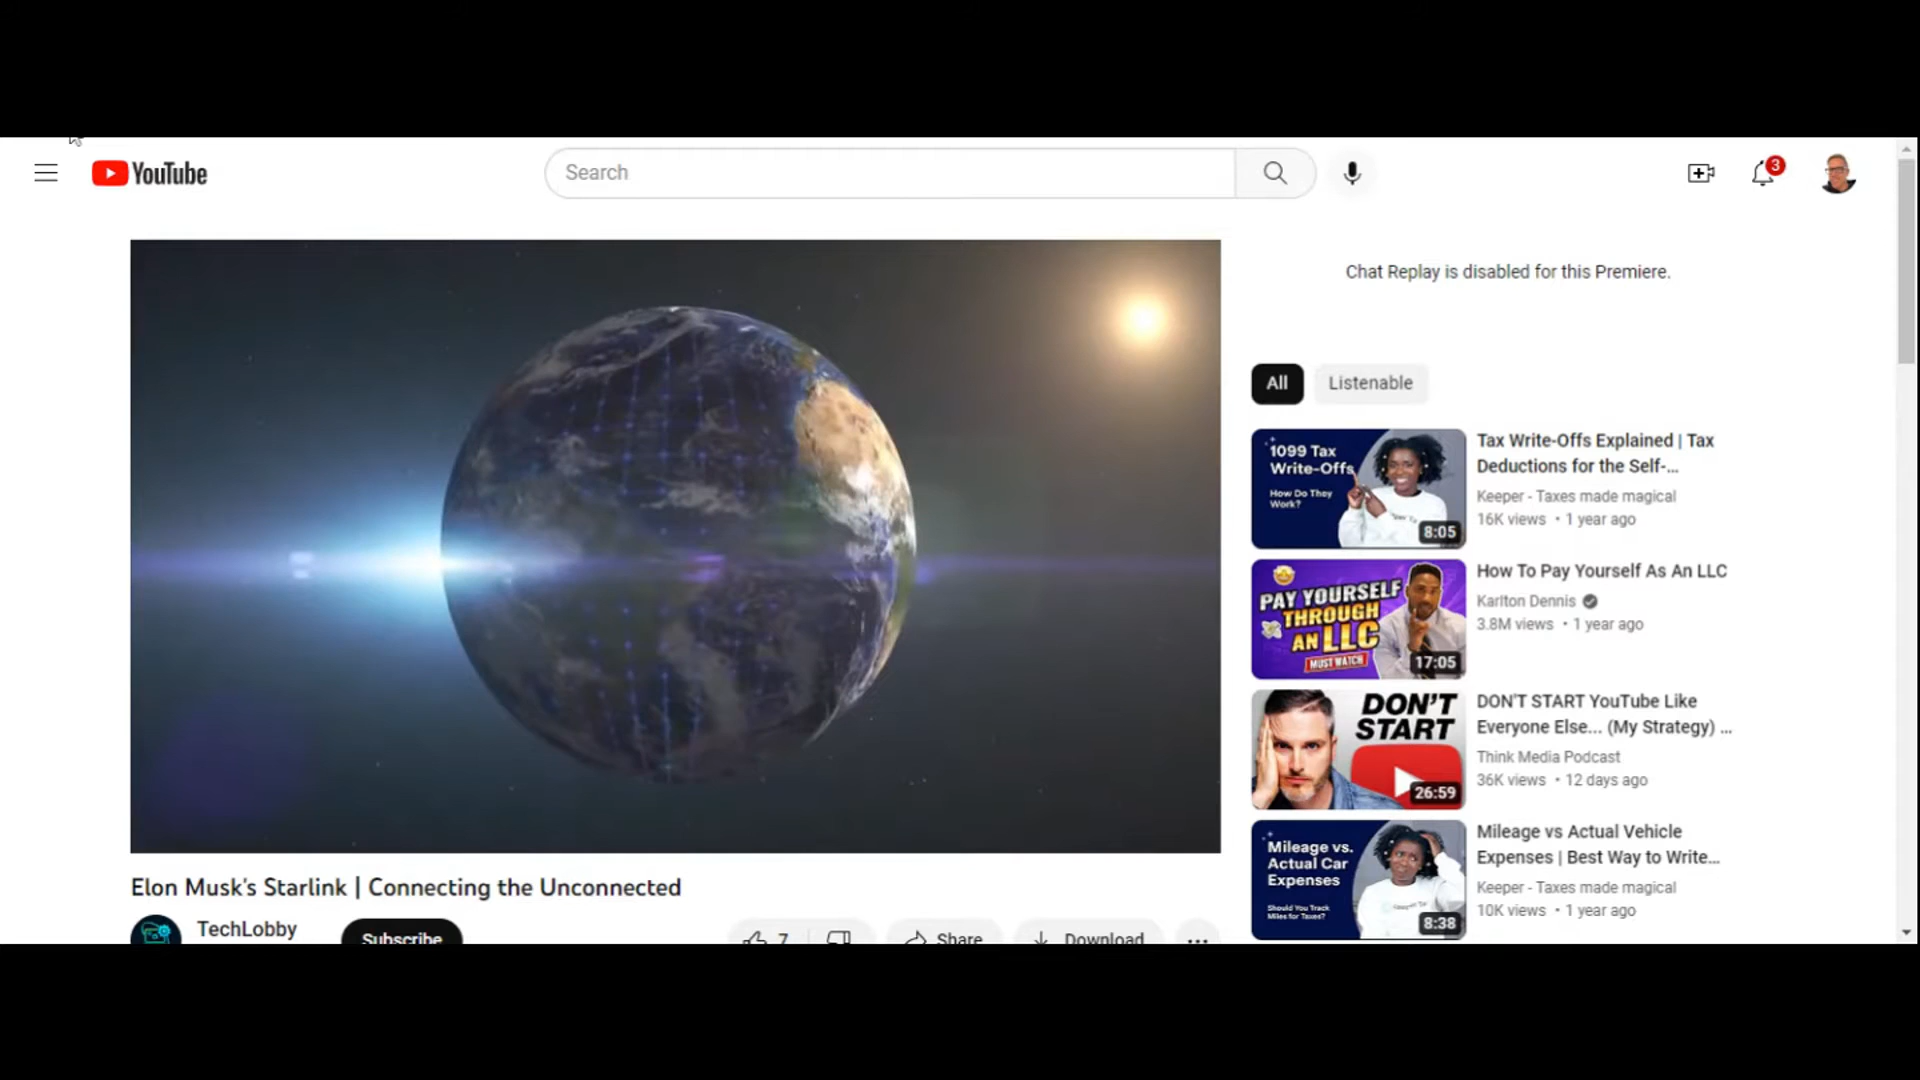 YouTube
Search
3
Chat Replay is disabled for this Premiere.
All
Listenable
1099 Tax
Write-Offs
How Do They
Work?
8:05
Tax Write-Offs Explained | Tax
Deductions for the Self-...
Keeper - Taxes made magical
16K views • 1 year ago
PAY YOURSELF
THROUGH
AN LLC
MUST WATCH
17:05
How To Pay Yourself As An LLC
Karlton Dennis
3.8M views • 1 year ago
DON'T
START
26:59
DON'T START YouTube Like
Everyone Else... (My Strategy) ...
Think Media Podcast
36K views • 12 days ago
Mileage vs.
Actual Car
Expenses
Should You Track
Miles for Taxes?
8:38
Mileage vs Actual Vehicle
Expenses | Best Way to Write...
Keeper - Taxes made magical
10K views • 1 year ago
Elon Musk's Starlink | Connecting the Unconnected
TechLobby
Subscribe
7
Share
Download